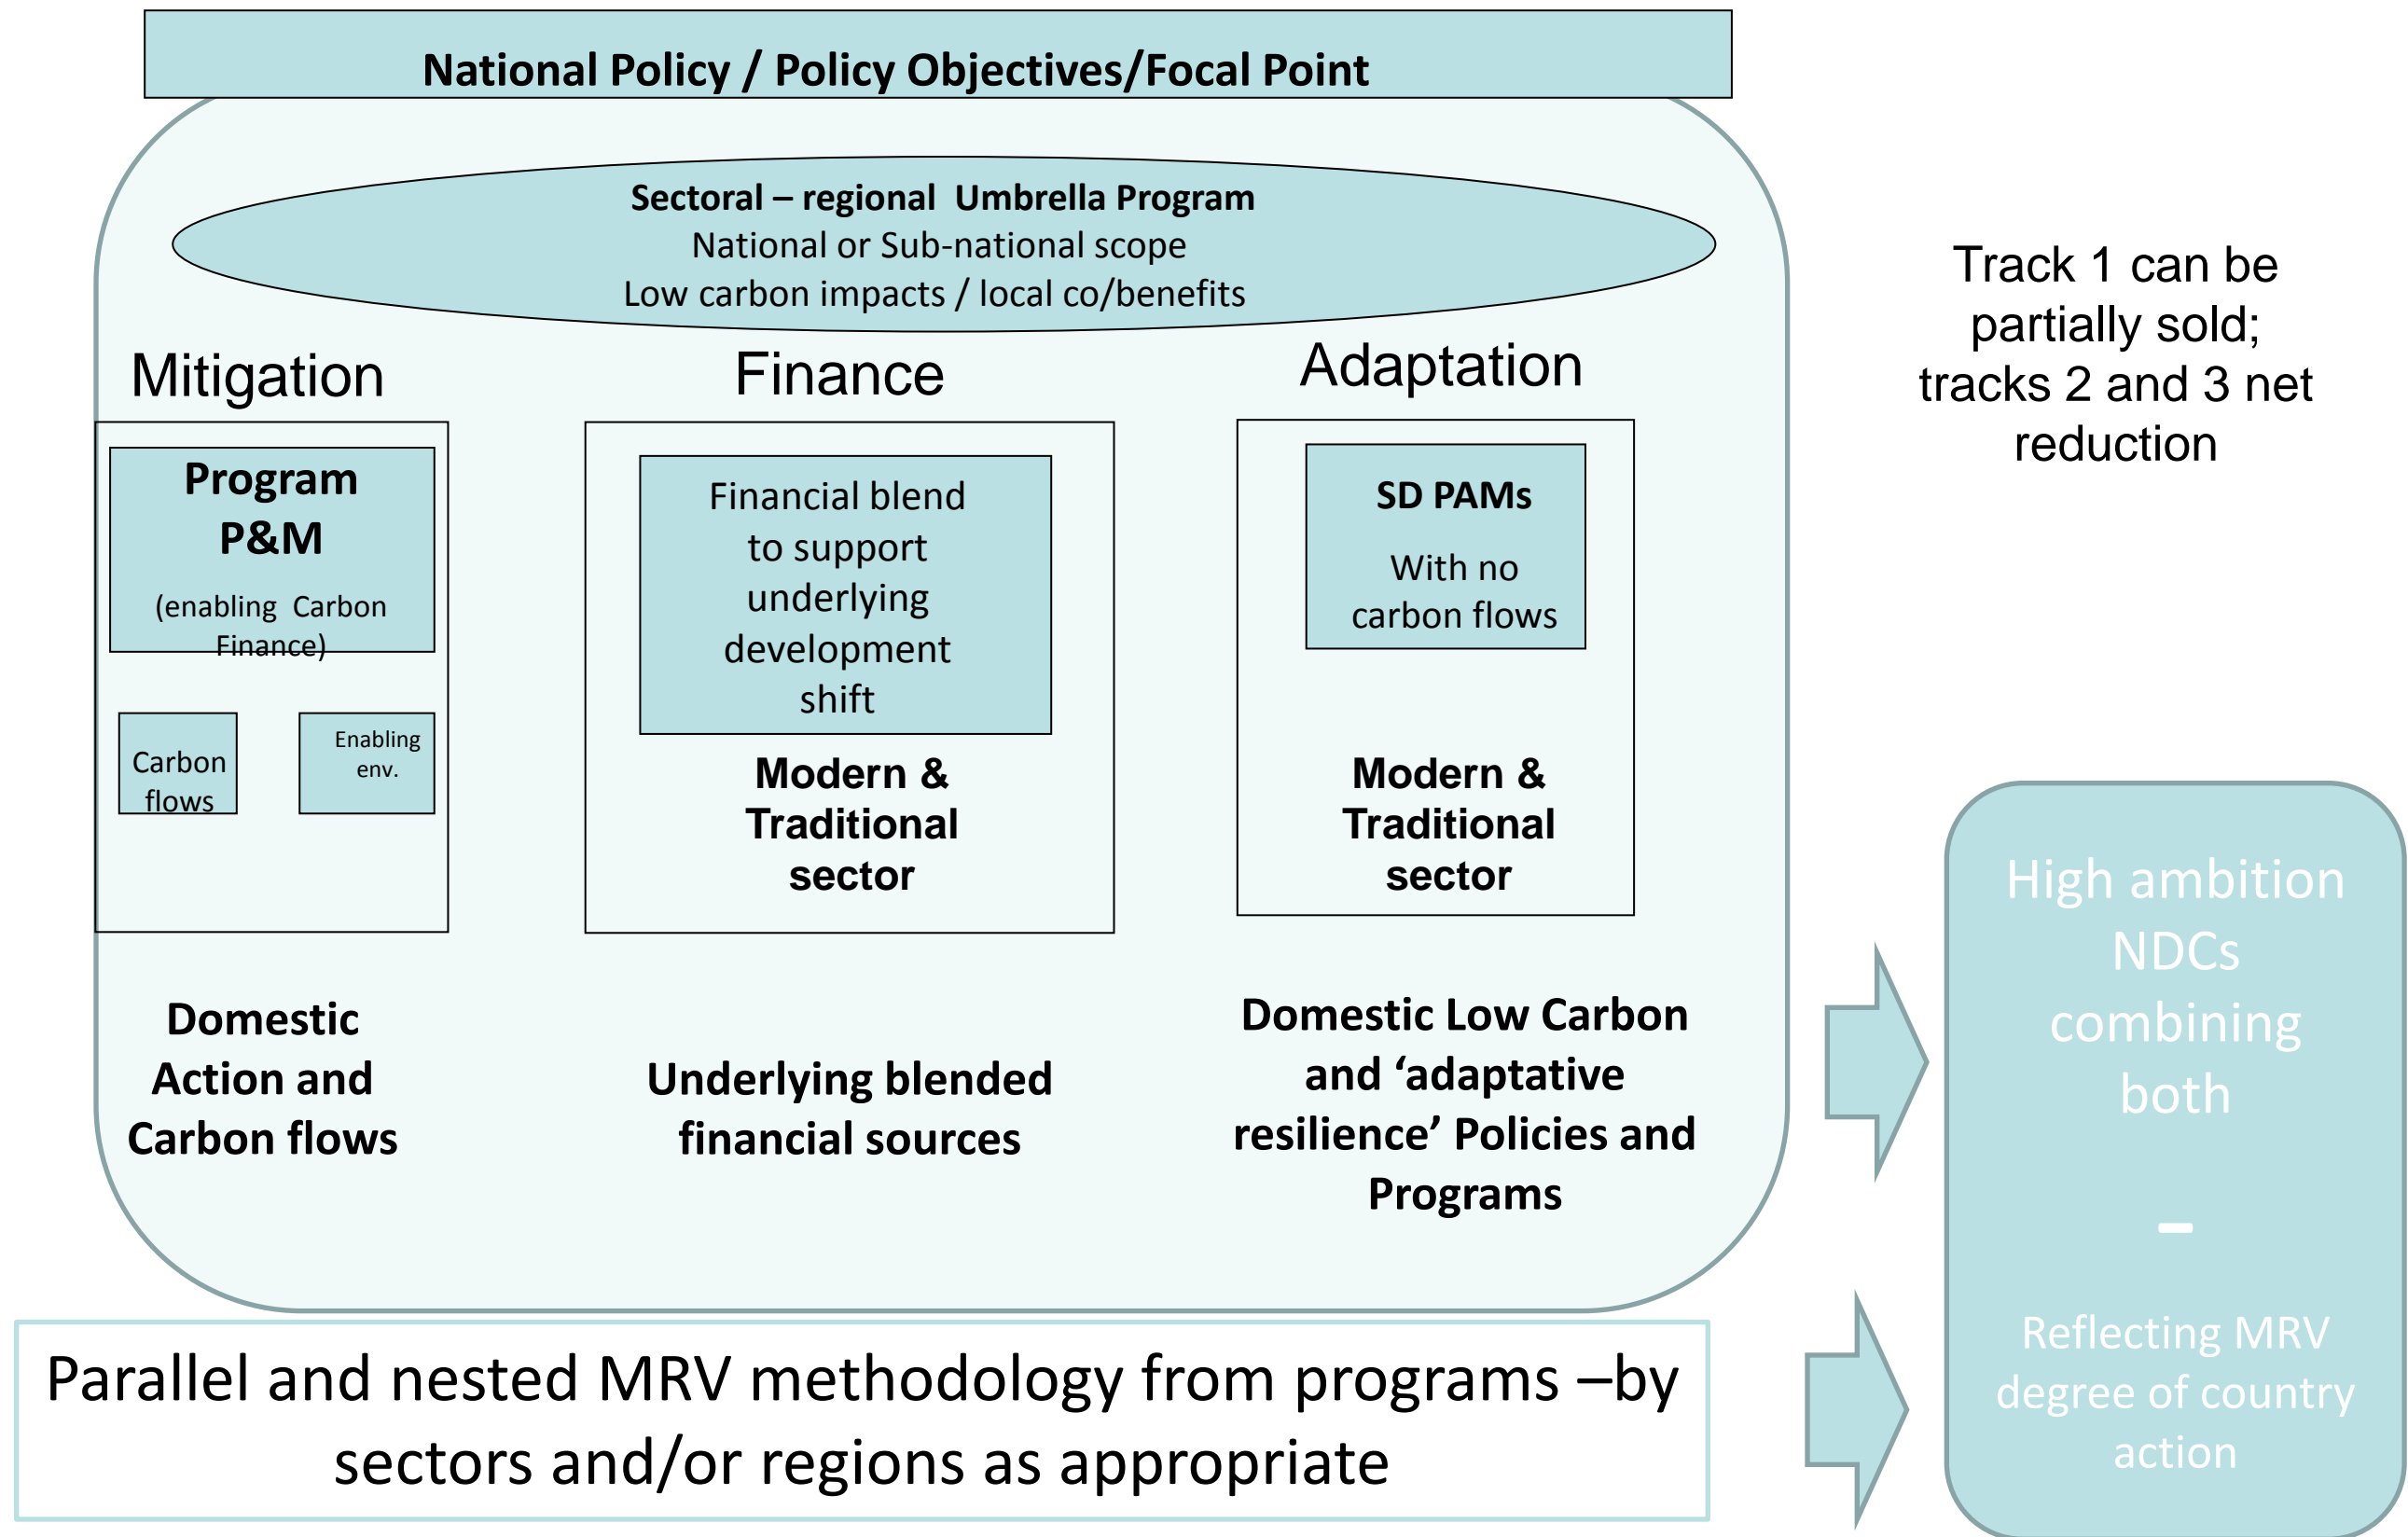 National Policy / Policy Objectives/Focal Point
Sectoral – regional  Umbrella Program
National or Sub-national scope
Low carbon impacts / local co/benefits
Mitigation
Program
P&M
(enabling  Carbon
Finance)
Carbon
flows
Enabling
env.
Domestic
Action and
Carbon flows
Finance
Financial blend
to support
underlying
development
shift
Modern &
Traditional
sector
Underlying blended
financial sources
Adaptation
SD PAMs
With no
carbon flows
Modern &
Traditional
sector
Domestic Low Carbon
and ‘adaptative
resilience’ Policies and
Programs
Track 1 can be
partially sold;
tracks 2 and 3 net
reduction
High ambition
NDCs
combining
both
–
Reflecting MRV
degree of country
action
Parallel and nested MRV methodology from programs –by
sectors and/or regions as appropriate